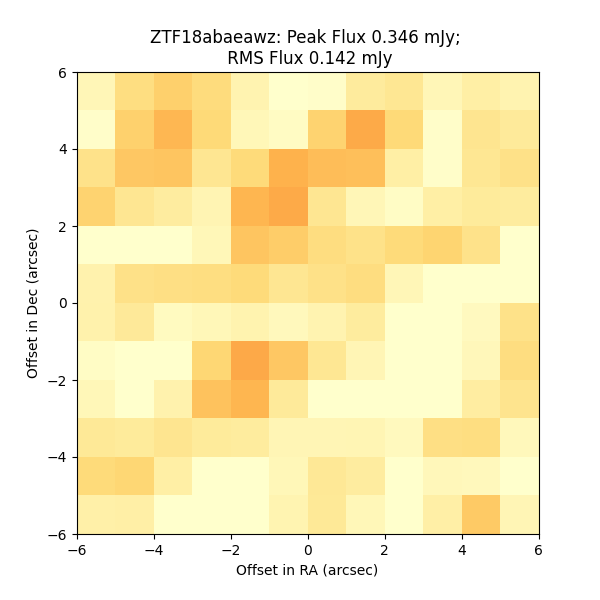 ZTF18abaeawz: Peak Flux 0.346 mJy;
RMS Flux 0.142 mJy
6
4
2
0
−2
−4
−6
Offset in Dec (arcsec)
−6 −4 −2 0 2 4 6
Offset in RA (arcsec)